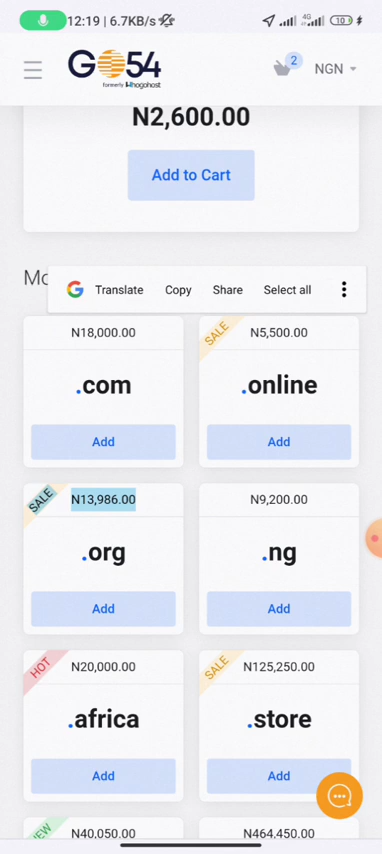 12:19 | 6.7KB/s
4G
10
GO54
formerly Whogohost
2
NGN
N2,600.00
Add to Cart
Mo
Translate Copy Share Select all
N18,000.00
.com
Add
SALE
N5,500.00
.online
Add
SALE
N13,986.00
.org
Add
N9,200.00
.ng
Add
HOT
N20,000.00
.africa
Add
SALE
N125,250.00
.store
Add
NEW
N40,050.00
N464,450.00